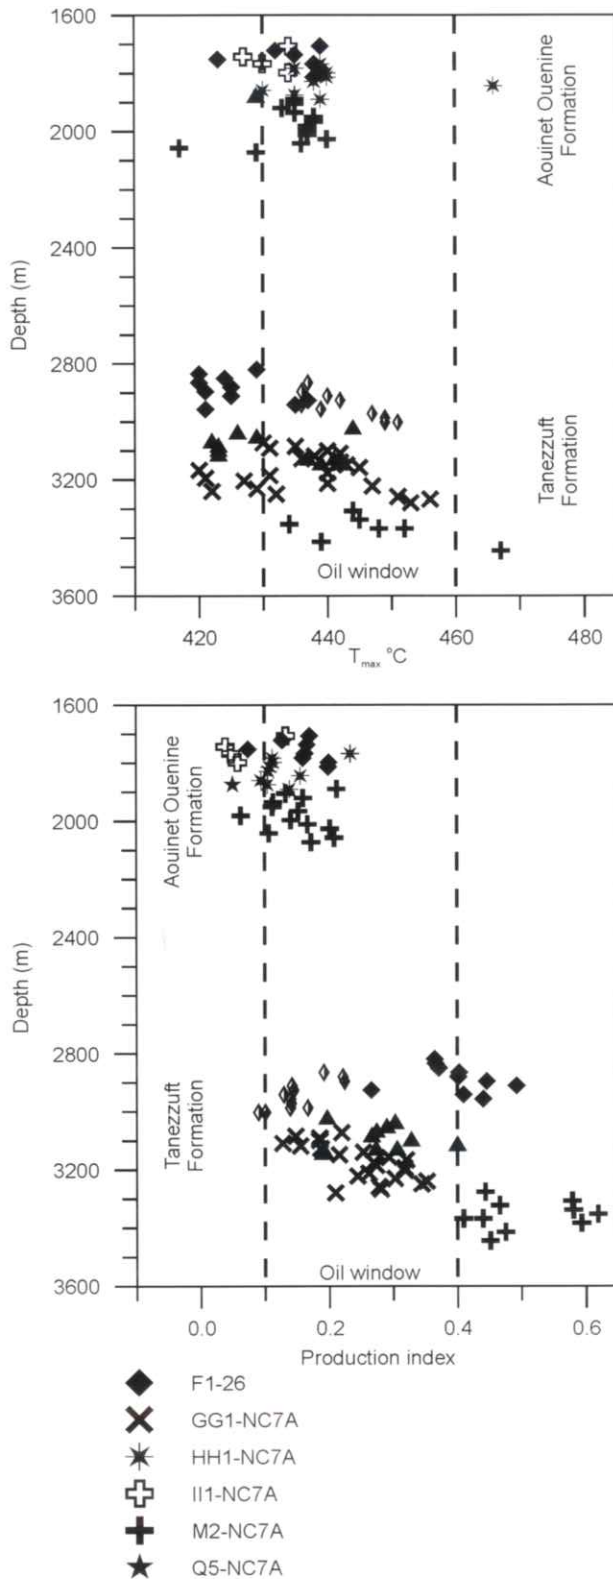 1600
2000
2400
2800
3200
3600
Depth (m)
Aouinet Ouenine
Formation
Tanezzuft
Formation
Oil window
420
440
460
480
Tmax °C
1600
2000
2400
2800
3200
3600
Depth (m)
Aouinet Ouenine
Formation
Tanezzuft
Formation
Oil window
0.0
0.2
0.4
0.6
Production index
F1-26
GG1-NC7A
HH1-NC7A
II1-NC7A
M2-NC7A
Q5-NC7A